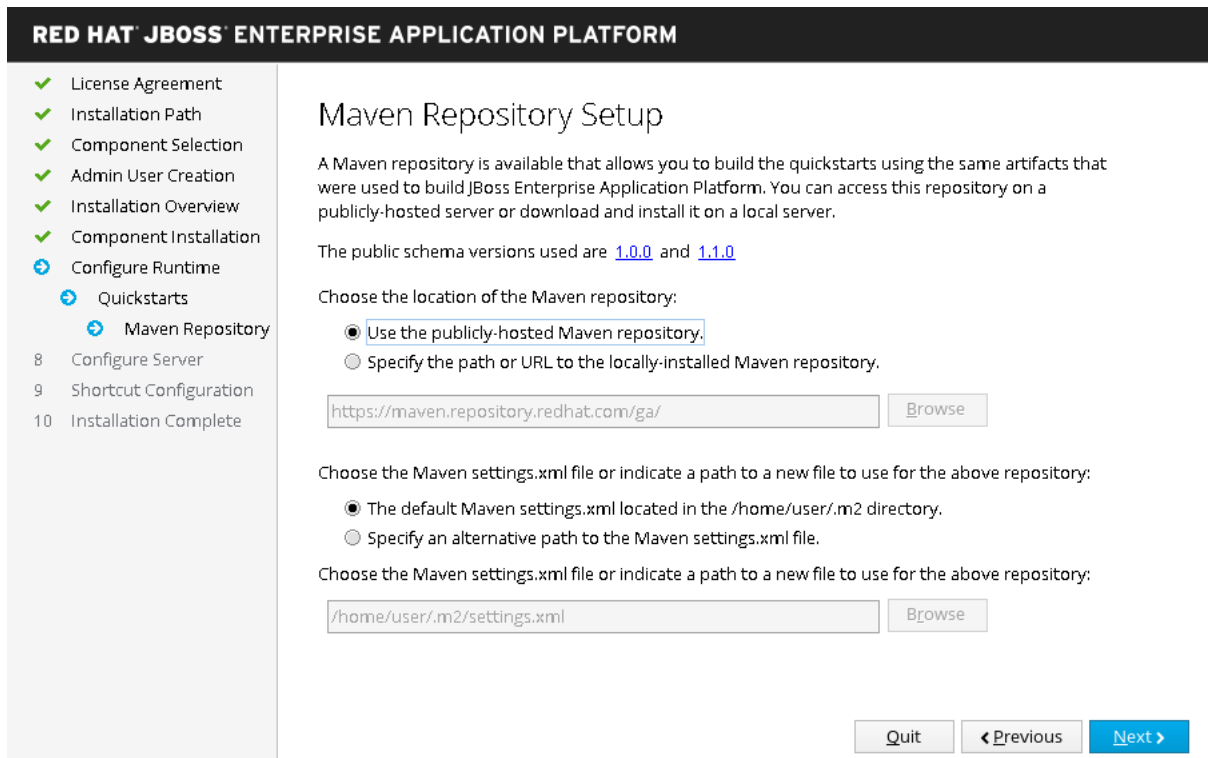 RED HAT® JBOSS® ENTERPRISE APPLICATION PLATFORM
License Agreement
Installation Path
Component Selection
Admin User Creation
Installation Overview
Component Installation
Configure Runtime
Quickstarts
Maven Repository
8 Configure Server
9 Shortcut Configuration
10 Installation Complete
Maven Repository Setup
A Maven repository is available that allows you to build the quickstarts using the same artifacts that
were used to build JBoss Enterprise Application Platform. You can access this repository on a
publicly-hosted server or download and install it on a local server.
The public schema versions used are 1.0.0 and 1.1.0
Choose the location of the Maven repository:
Use the publicly-hosted Maven repository.
Specify the path or URL to the locally-installed Maven repository.
https://maven.repository.redhat.com/ga/ Browse
Choose the Maven settings.xml file or indicate a path to a new file to use for the above repository:
The default Maven settings.xml located in the /home/user/.m2 directory.
Specify an alternative path to the Maven settings.xml file.
Choose the Maven settings.xml file or indicate a path to a new file to use for the above repository:
/home/user/.m2/settings.xml Browse
Quit Previous Next